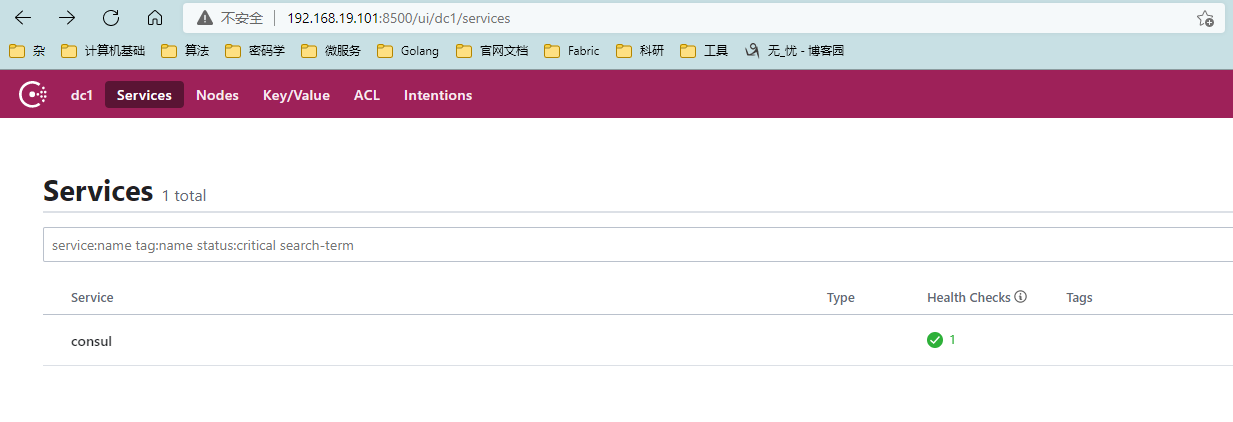 不安全 192.168.19.101:8500/ui/dc1/services
杂 计算机基础 算法 密码学 微服务 Golang 官网文档 Fabric 科研 工具 无_忧 - 博客园
dc1 Services Nodes Key/Value ACL Intentions
Services 1 total
service:name tag:name status:critical search-term
Service Type Health Checks Tags
consul 1